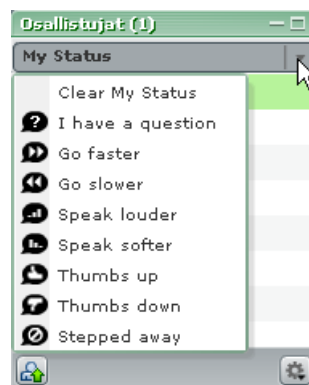 Osallistujat (1)
My Status
Clear My Status
I have a question
Go faster
Go slower
Speak louder
Speak softer
Thumbs up
Thumbs down
Stepped away